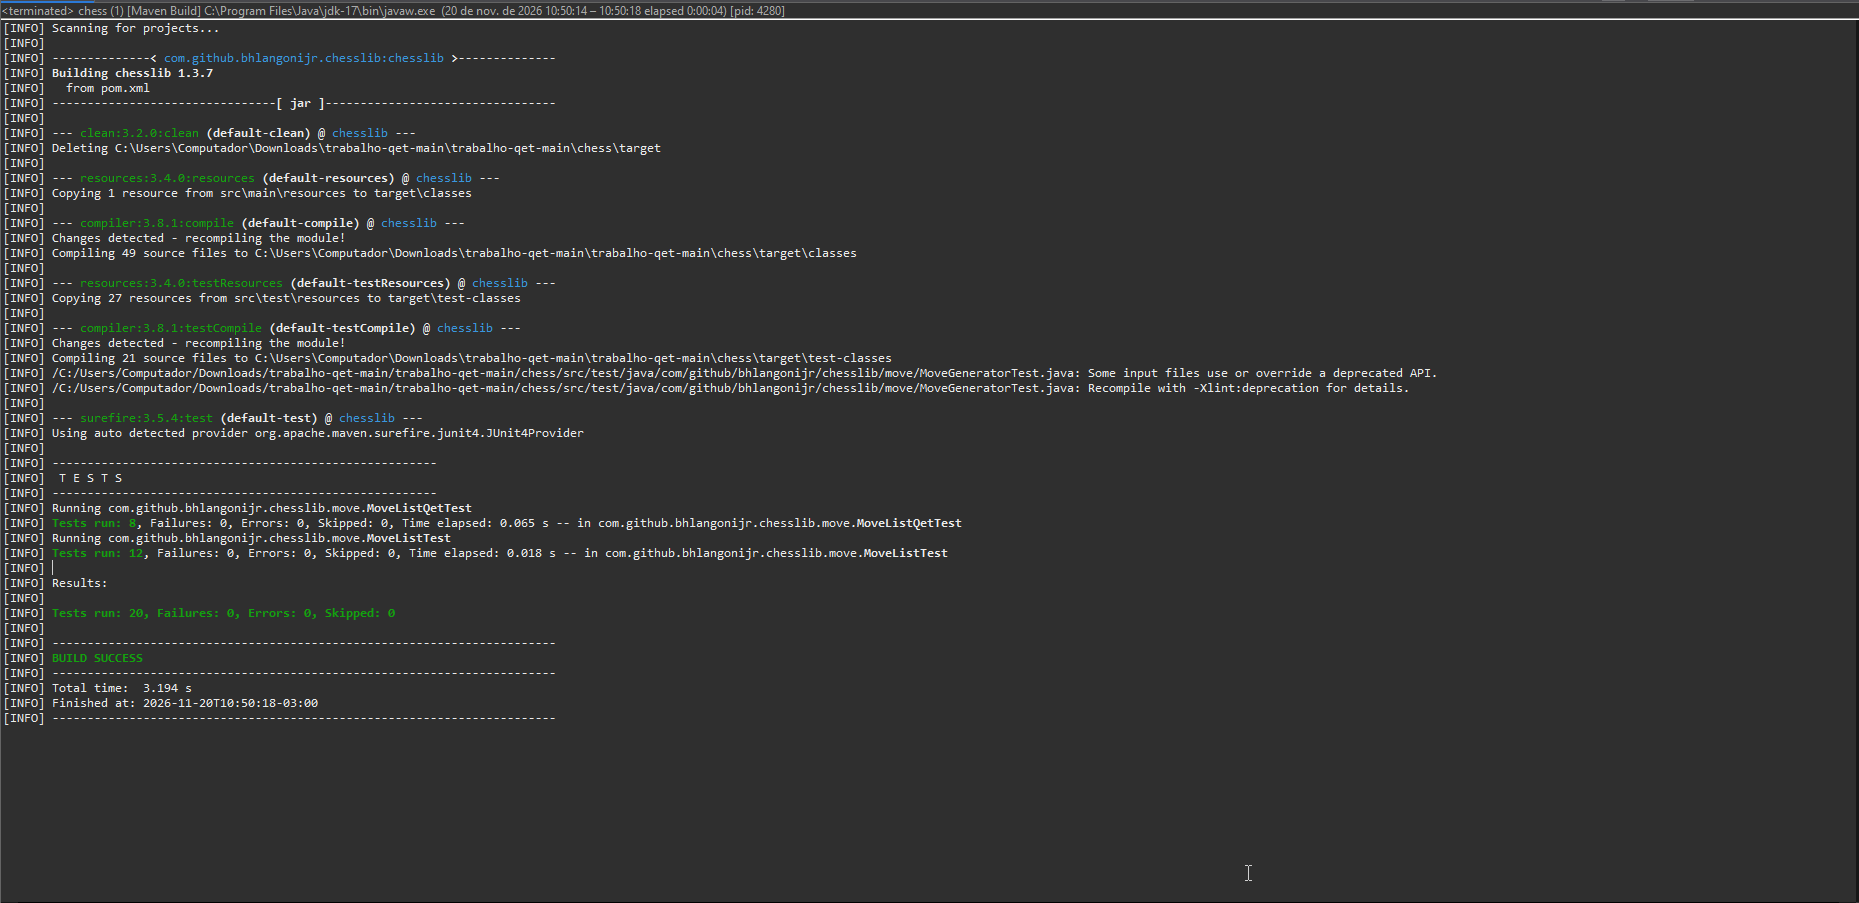 <terminated> chess (1) [Maven Build] C:\Program Files\Java\jdk-17\bin\javaw.exe (20 de nov. de 2026 10:50:14 – 10:50:18 elapsed 0:00:04) [pid: 4280]
[INFO] Scanning for projects...
[INFO]
[INFO] --------------< com.github.bhlangonijr.chesslib:chesslib >--------------
[INFO] Building chesslib 1.3.7
[INFO]   from pom.xml
[INFO] --------------------------------[ jar ]---------------------------------
[INFO]
[INFO] --- clean:3.2.0:clean (default-clean) @ chesslib ---
[INFO] Deleting C:\Users\Computador\Downloads\trabalho-qet-main\trabalho-qet-main\chess\target
[INFO]
[INFO] --- resources:3.4.0:resources (default-resources) @ chesslib ---
[INFO] Copying 1 resource from src\main\resources to target\classes
[INFO]
[INFO] --- compiler:3.8.1:compile (default-compile) @ chesslib ---
[INFO] Changes detected - recompiling the module!
[INFO] Compiling 49 source files to C:\Users\Computador\Downloads\trabalho-qet-main\trabalho-qet-main\chess\target\classes
[INFO]
[INFO] --- resources:3.4.0:testResources (default-testResources) @ chesslib ---
[INFO] Copying 27 resources from src\test\resources to target\test-classes
[INFO]
[INFO] --- compiler:3.8.1:testCompile (default-testCompile) @ chesslib ---
[INFO] Changes detected - recompiling the module!
[INFO] Compiling 21 source files to C:\Users\Computador\Downloads\trabalho-qet-main\trabalho-qet-main\chess\target\test-classes
[INFO] /C:/Users/Computador/Downloads/trabalho-qet-main/trabalho-qet-main/chess/src/test/java/com/github/bhlangonijr/chesslib/move/MoveGeneratorTest.java: Some input files use or override a deprecated API.
[INFO] /C:/Users/Computador/Downloads/trabalho-qet-main/trabalho-qet-main/chess/src/test/java/com/github/bhlangonijr/chesslib/move/MoveGeneratorTest.java: Recompile with -Xlint:deprecation for details.
[INFO]
[INFO] --- surefire:3.5.4:test (default-test) @ chesslib ---
[INFO] Using auto detected provider org.apache.maven.surefire.junit4.JUnit4Provider
[INFO]
[INFO] -------------------------------------------------------
[INFO]  T E S T S
[INFO] -------------------------------------------------------
[INFO] Running com.github.bhlangonijr.chesslib.move.MoveListQetTest
[INFO] Tests run: 8, Failures: 0, Errors: 0, Skipped: 0, Time elapsed: 0.065 s -- in com.github.bhlangonijr.chesslib.move.MoveListQetTest
[INFO] Running com.github.bhlangonijr.chesslib.move.MoveListTest
[INFO] Tests run: 12, Failures: 0, Errors: 0, Skipped: 0, Time elapsed: 0.018 s -- in com.github.bhlangonijr.chesslib.move.MoveListTest
[INFO]
[INFO] Results:
[INFO]
[INFO] Tests run: 20, Failures: 0, Errors: 0, Skipped: 0
[INFO]
[INFO] ------------------------------------------------------------------------
[INFO] BUILD SUCCESS
[INFO] ------------------------------------------------------------------------
[INFO] Total time:  3.194 s
[INFO] Finished at: 2026-11-20T10:50:18-03:00
[INFO] ------------------------------------------------------------------------